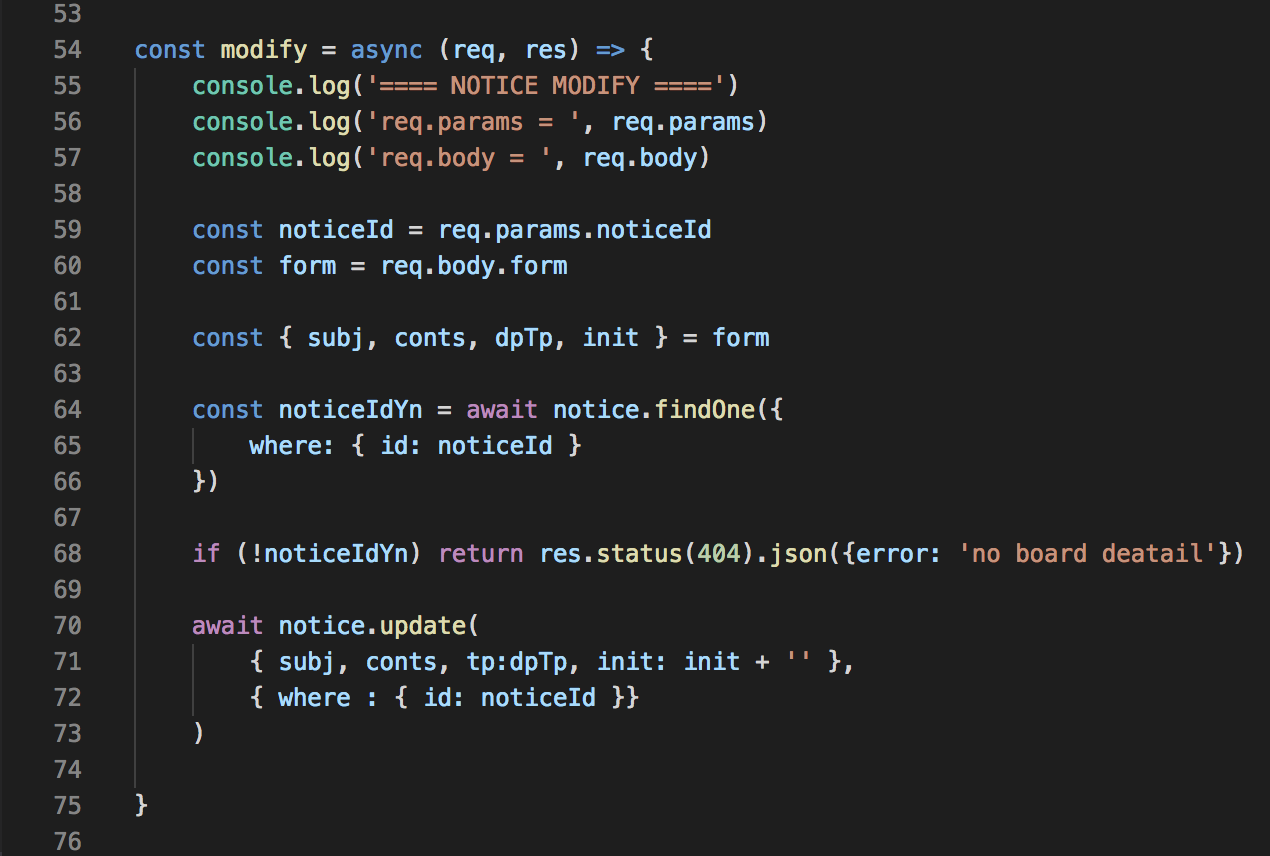 53
54 const modify = async (req, res) => {
55 console.log('==== NOTICE MODIFY ====')
56 console.log('req.params = ', req.params)
57 console.log('req.body = ', req.body)
58
59 const noticeId = req.params.noticeId
60 const form = req.body.form
61
62 const { subj, conts, dpTp, init } = form
63
64 const noticeIdYn = await notice.findOne({
65 where: { id: noticeId }
66 })
67
68 if (!noticeIdYn) return res.status(404).json({error: 'no board deatail'})
69
70 await notice.update(
71 { subj, conts, tp:dpTp, init: init + '' },
72 { where : { id: noticeId }}
73 )
74
75 }
76